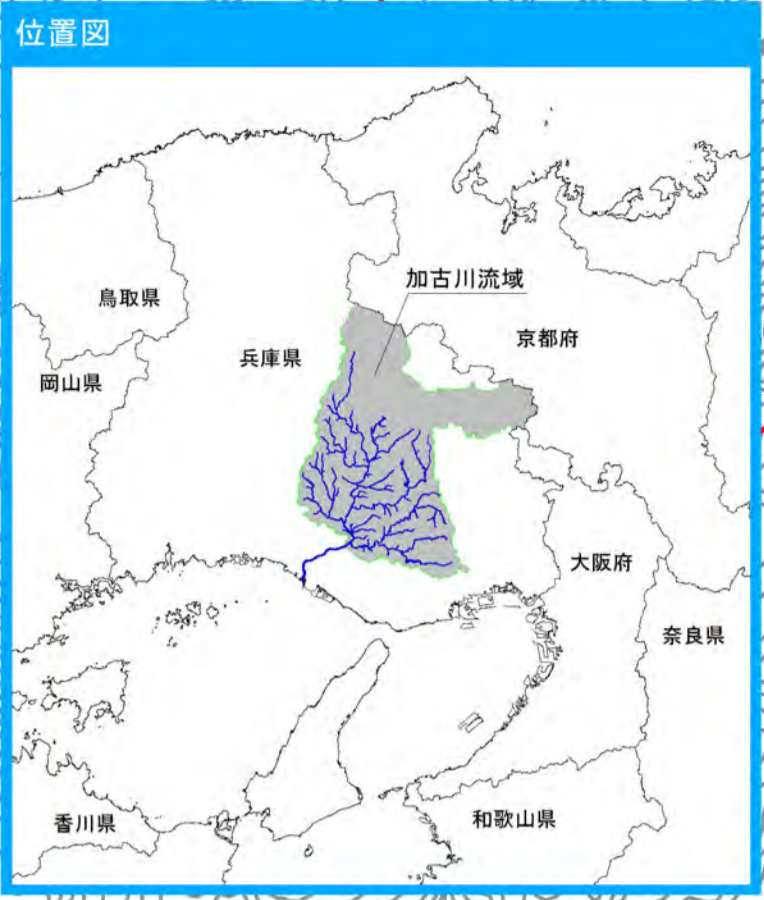 位置図
加古川流域
鳥取県
京都府
兵庫県
岡山県
大阪府
奈良県
香川県
和歌山県